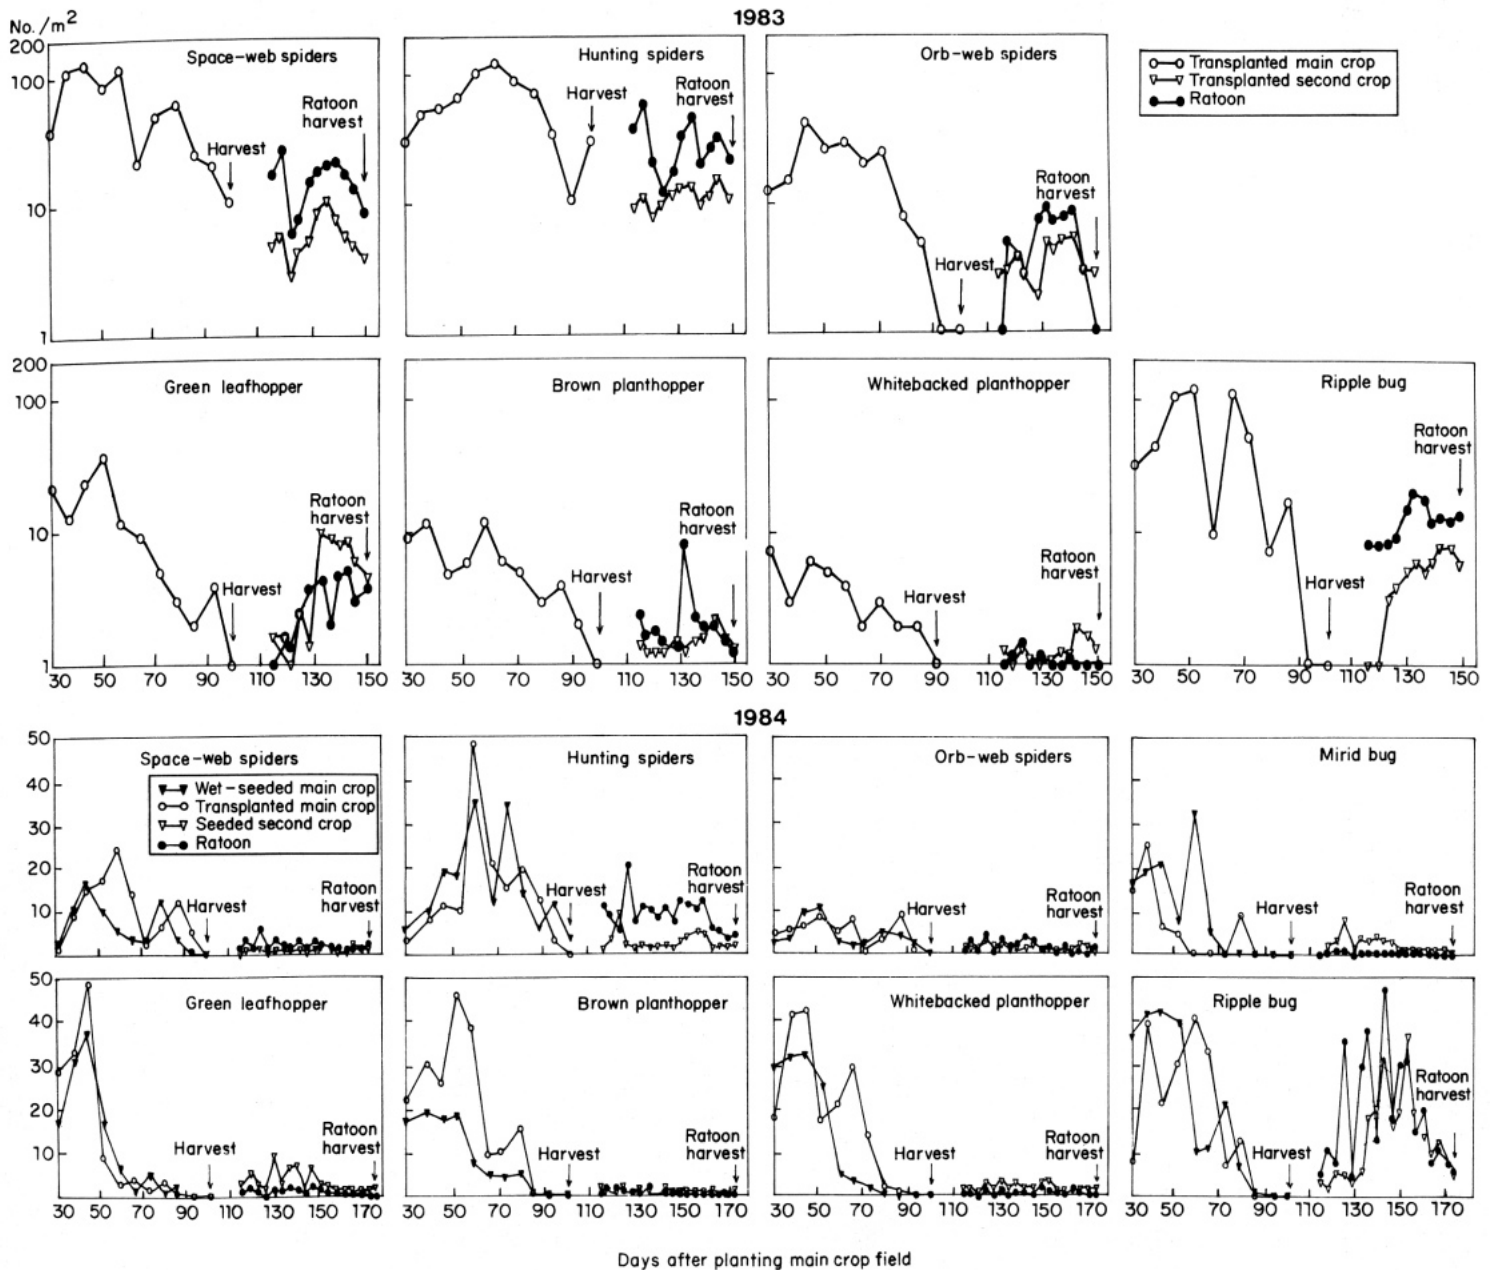 1983
No./m²
200
100
10
1
Space-web spiders
Harvest
Ratoon
harvest
Hunting spiders
Harvest
Ratoon
harvest
Orb-web spiders
Harvest
Ratoon
harvest
Transplanted main crop
Transplanted second crop
Ratoon
200
100
10
1
Green leafhopper
Harvest
Ratoon
harvest
30 50 70 90 110 130 150
Brown planthopper
Harvest
Ratoon
harvest
30 50 70 90 110 130 150
Whitebacked planthopper
Harvest
Ratoon
harvest
30 50 70 90 110 130 150
Ripple bug
Harvest
Ratoon
harvest
30 50 70 90 110 130 150
1984
50
40
30
20
10
Space-web spiders
Wet-seeded main crop
Transplanted main crop
Seeded second crop
Ratoon
Harvest
Ratoon
harvest
Hunting spiders
Harvest
Ratoon
harvest
Orb-web spiders
Harvest
Ratoon
harvest
Mirid bug
Harvest
Ratoon
harvest
50
40
30
20
10
Green leafhopper
Harvest
Ratoon
harvest
30 50 70 90 110 130 150 170
Brown planthopper
Harvest
Ratoon
harvest
30 50 70 90 110 130 150 170
Whitebacked planthopper
Harvest
Ratoon
harvest
30 50 70 90 110 130 150 170
Ripple bug
Harvest
Ratoon
harvest
30 50 70 90 110 130 150 170
Days after planting main crop field